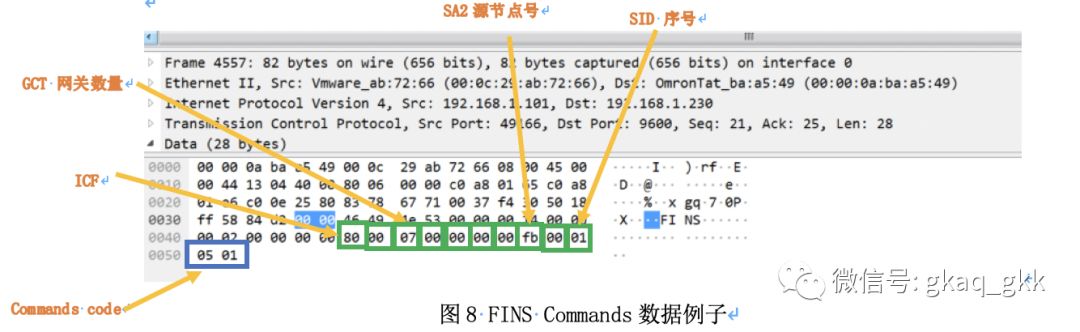 SA2 源节点号
SID 序号
Frame 4557: 82 bytes on wire (656 bits), 82 bytes captured (656 bits) on interface 0
GCT 网关数量
Ethernet II, Src: Vmware_ab:72:66 (00:0c:29:ab:72:66), Dst: OmronTat_ba:a5:49 (00:00:0a:ba:a5:49)
Internet Protocol Version 4, Src: 192.168.1.101, Dst: 192.168.1.230
Transmission Control Protocol, Src Port: 49166, Dst Port: 9600, Seq: 21, Ack: 25, Len: 28
Data (28 bytes)
ICF
0000 00 00 0a ba a5 49 00 0c 29 ab 72 66 08 00 45 00 .....I.. ).rf..E.
0010 00 44 13 04 40 00 80 06 00 00 c0 a8 01 65 c0 a8 .D..@... .....e..
0020 01 e6 c0 0e 25 80 83 78 67 71 00 37 f4 30 50 18 ....%..x gq.7.0P.
0030 ff 58 84 d2 00 00 46 49 4e 53 00 00 00 14 00 00 .X....FI NS......
0040 00 02 00 00 00 00 80 00 07 00 00 00 00 fb 00 01 ........ ........
0050 05 01 ..
Commands code
微信号: gkaq_gkk
图 8 FINS Commands 数据例子